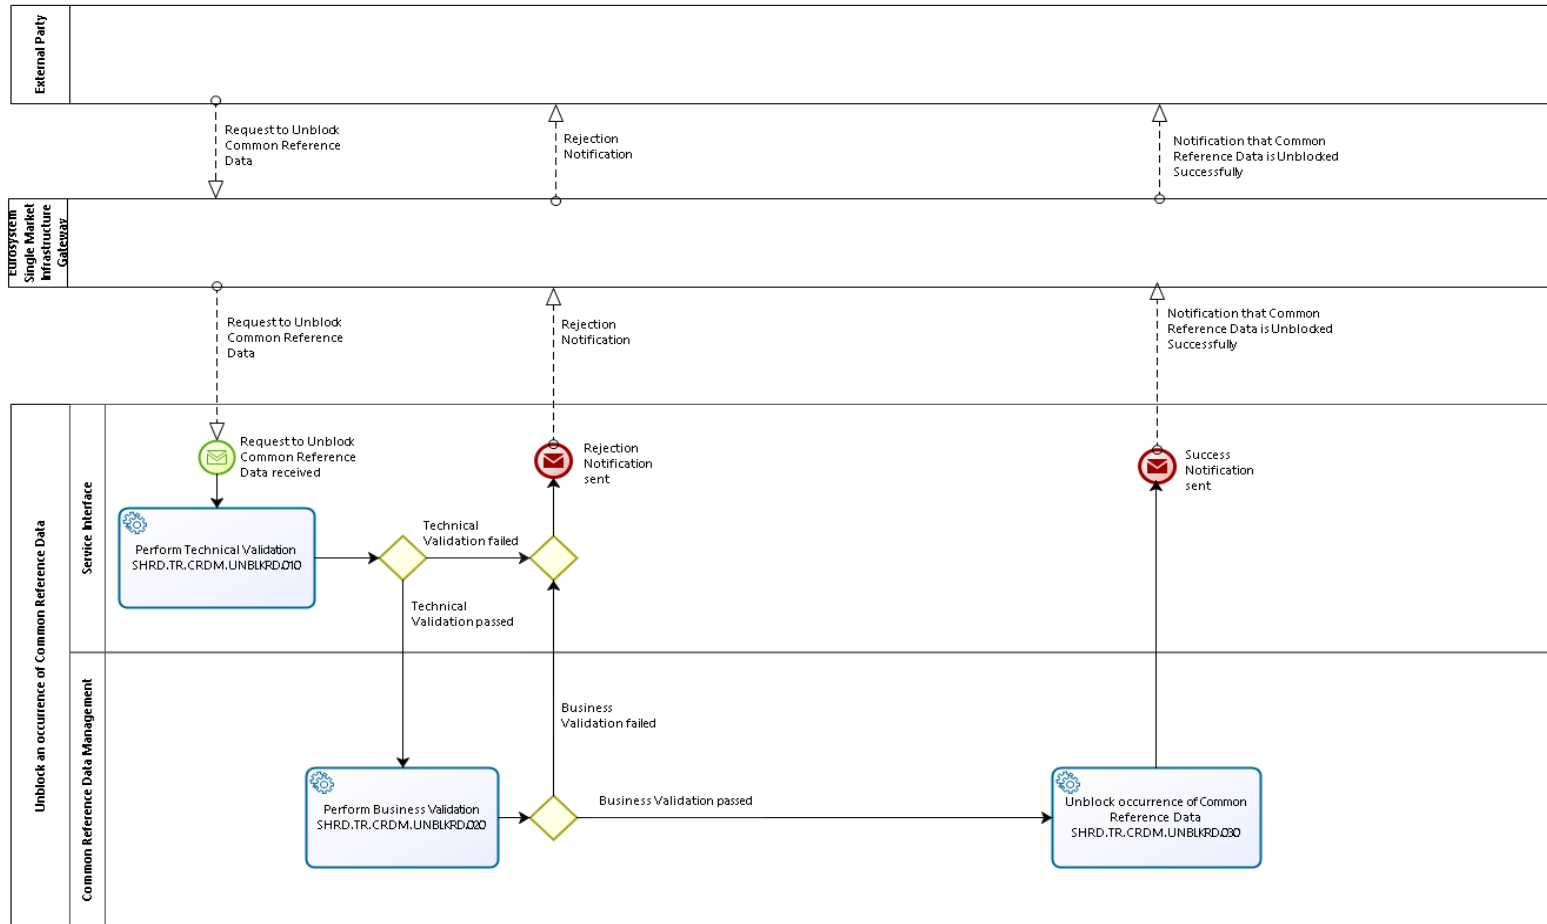 External Party
Request to Unblock
Common Reference
Data
Rejection
Notification
Notification that Common
Reference Data is Unblocked
Successfully
Eurosystem
Single Market
Infrastructure
Gateway
Request to Unblock
Common Reference
Data
Rejection
Notification
Notification that Common
Reference Data is Unblocked
Successfully
Unblock an occurrence of Common Reference Data
Service Interface
Request to Unblock
Common Reference
Data received
Rejection
Notification
sent
Success
Notification
sent
Perform Technical Validation
SHRD.TR.CRDM.UNBLKRD.010
Technical
Validation failed
Technical
Validation passed
Common Reference Data Management
Business
Validation failed
Perform Business Validation
SHRD.TR.CRDM.UNBLKRD.020
Business Validation passed
Unblock occurrence of Common
Reference Data
SHRD.TR.CRDM.UNBLKRD.030